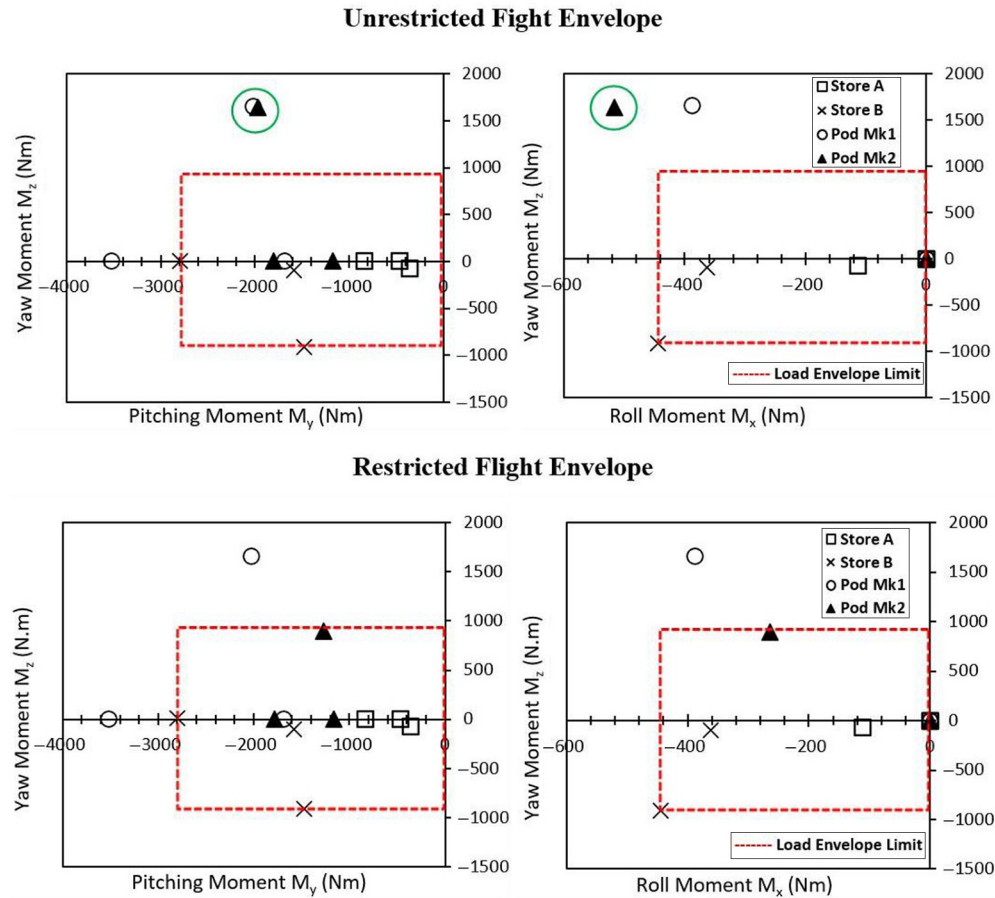 Unrestricted Fight Envelope
2000
1500
1000
500
0
−500
−1000
−1500
−4000 −3000 −2000 −1000 0
Yaw Moment Mz (Nm)
Pitching Moment My (Nm)
2000
1500
1000
500
0
−500
−1000
−1500
−600 −400 −200 0
Yaw Moment Mz (Nm)
Roll Moment Mx (Nm)
Store A
Store B
Pod Mk1
Pod Mk2
Load Envelope Limit
Restricted Flight Envelope
2000
1500
1000
500
0
−500
−1000
−1500
−4000 −3000 −2000 −1000 0
Yaw Moment Mz (N.m)
Pitching Moment My (Nm)
2000
1500
1000
500
0
−500
−1000
−1500
−600 −400 −200 0
Yaw Moment Mz (N.m)
Roll Moment Mx (Nm)
Store A
Store B
Pod Mk1
Pod Mk2
Load Envelope Limit